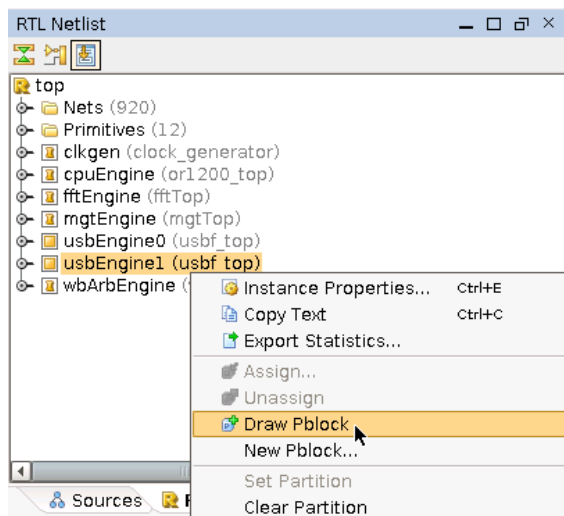 RTL Netlist
top
Nets (920)
Primitives (12)
clkgen (clock_generator)
cpuEngine (or1200_top)
fftEngine (fftTop)
mgtEngine (mgtTop)
usbEngine0 (usbf_top)
usbEngine1 (usbf top)
wbArbEngine (
Instance Properties... Ctrl+E
Copy Text Ctrl+C
Export Statistics...
Assign...
Unassign
Draw Pblock
New Pblock...
Set Partition
Sources
Clear Partition